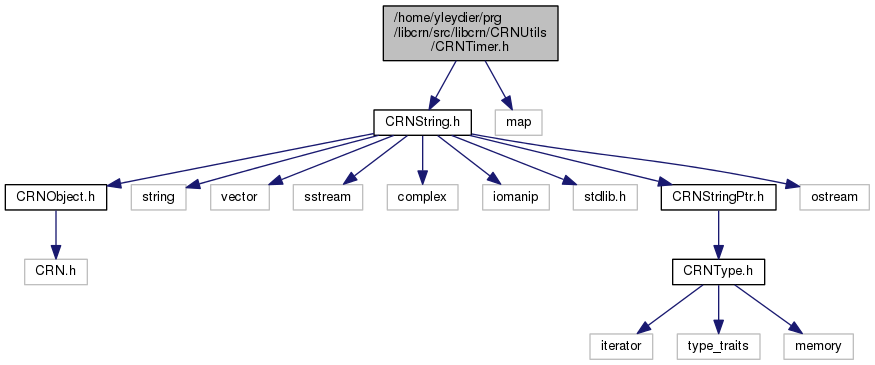 /home/yleydier/prg
/libcrn/src/libcrn/CRNUtils
/CRNTimer.h
CRNString.h
map
CRNObject.h
string
vector
sstream
complex
iomanip
stdlib.h
CRNStringPtr.h
ostream
CRN.h
CRNType.h
iterator
type_traits
memory